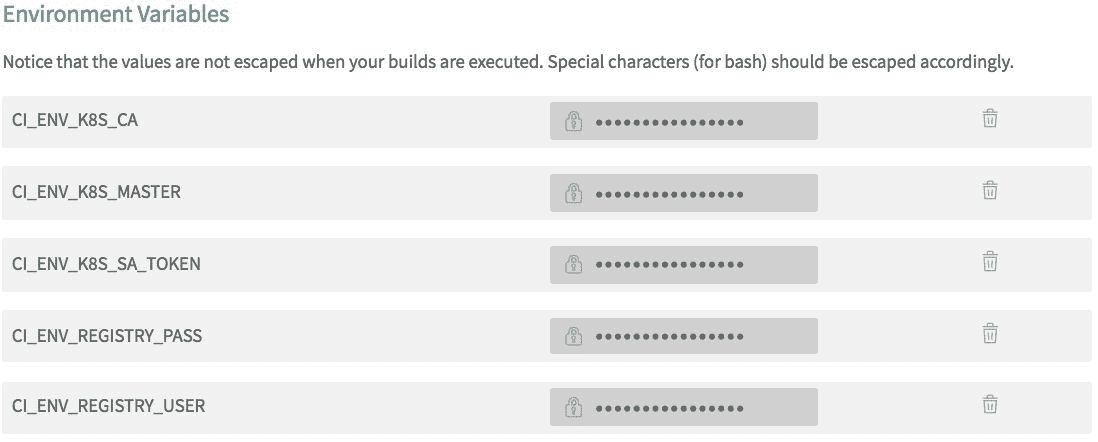 Environment Variables
Notice that the values are not escaped when your builds are executed. Special characters (for bash) should be escaped accordingly.
CI_ENV_K8S_CA ••••••••••••••••
CI_ENV_K8S_MASTER ••••••••••••••••
CI_ENV_K8S_SA_TOKEN ••••••••••••••••
CI_ENV_REGISTRY_PASS ••••••••••••••••
CI_ENV_REGISTRY_USER ••••••••••••••••